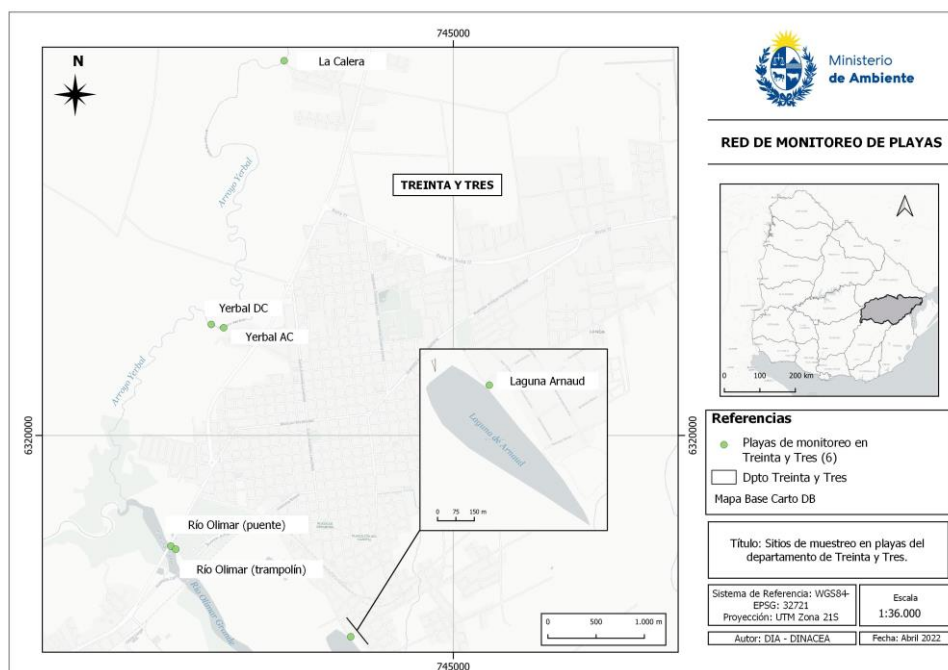 745000
N
La Calera
Arroyo Yerbal
TREINTA Y TRES
Yerbal DC
Yerbal AC
Arroyo Yerbal
Laguna Arnaud
Laguna de Arnaud
0 75 150 m
6320000
6320000
Río Olimar (puente)
Río Olimar (trampolín)
Río Olimar Grande
0 500 1.000 m
745000
Ministerio
de Ambiente
RED DE MONITOREO DE PLAYAS
0 100 200 km
Referencias
Playas de monitoreo en
Treinta y Tres (6)
Dpto Treinta y Tres
Mapa Base Carto DB
Título: Sitios de muestreo en playas del
departamento de Treinta y Tres.
Sistema de Referencia: WGS84-
EPSG: 32721
Proyección: UTM Zona 21S
Escala
1:36.000
Autor: DIA - DINACEA
Fecha: Abril 2022